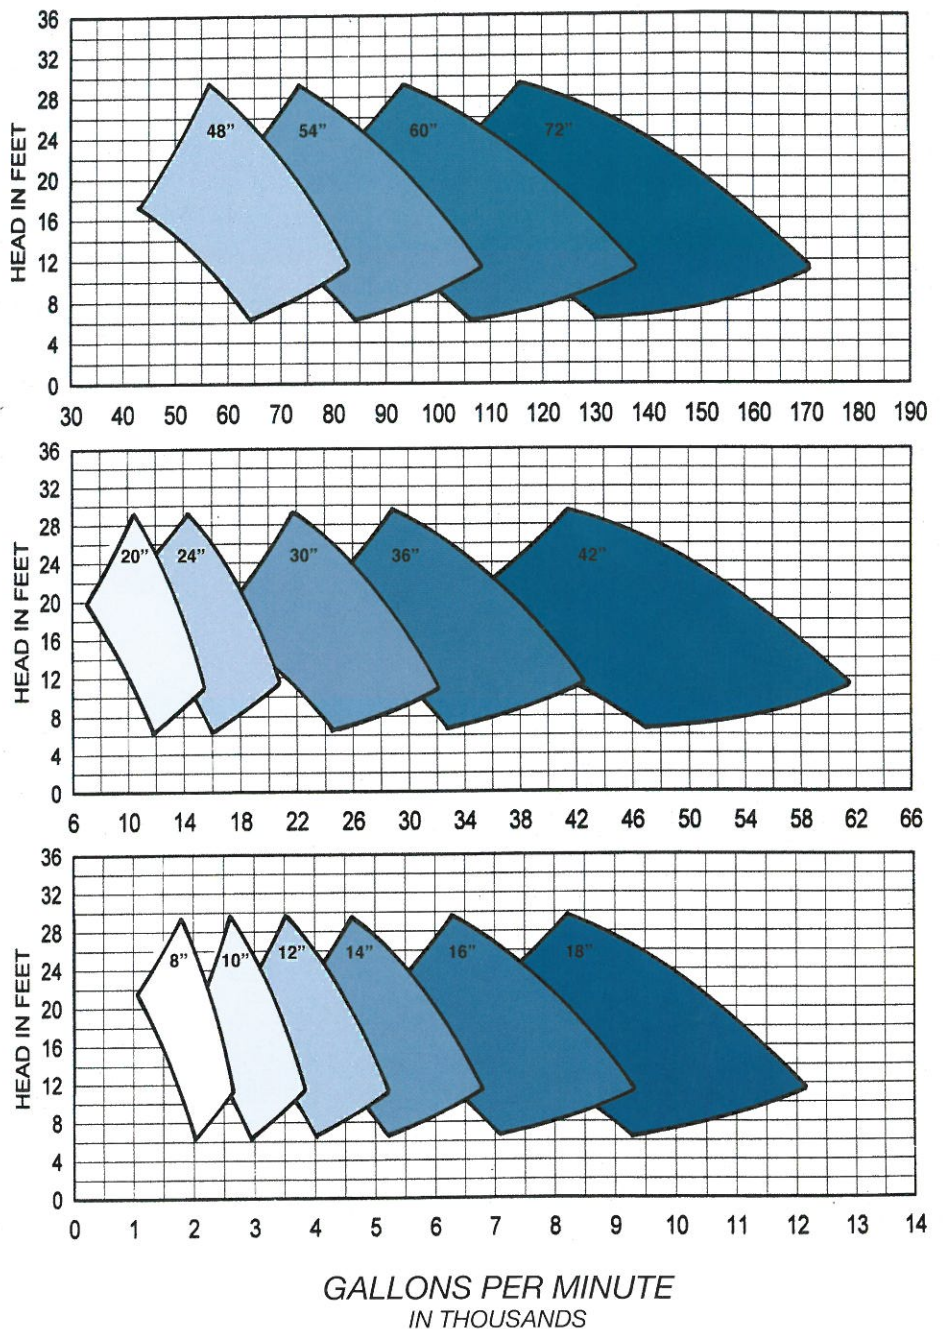 36
32
28
24
20
16
12
8
4
0
HEAD IN FEET
48” 54” 60” 72”
30 40 50 60 70 80 90 100 110 120 130 140 150 160 170 180 190
36
32
28
24
20
16
12
8
4
0
HEAD IN FEET
20” 24” 30” 36” 42”
6 10 14 18 22 26 30 34 38 42 46 50 54 58 62 66
36
32
28
24
20
16
12
8
4
0
HEAD IN FEET
8” 10” 12” 14” 16” 18”
0 1 2 3 4 5 6 7 8 9 10 11 12 13 14
GALLONS PER MINUTE
IN THOUSANDS